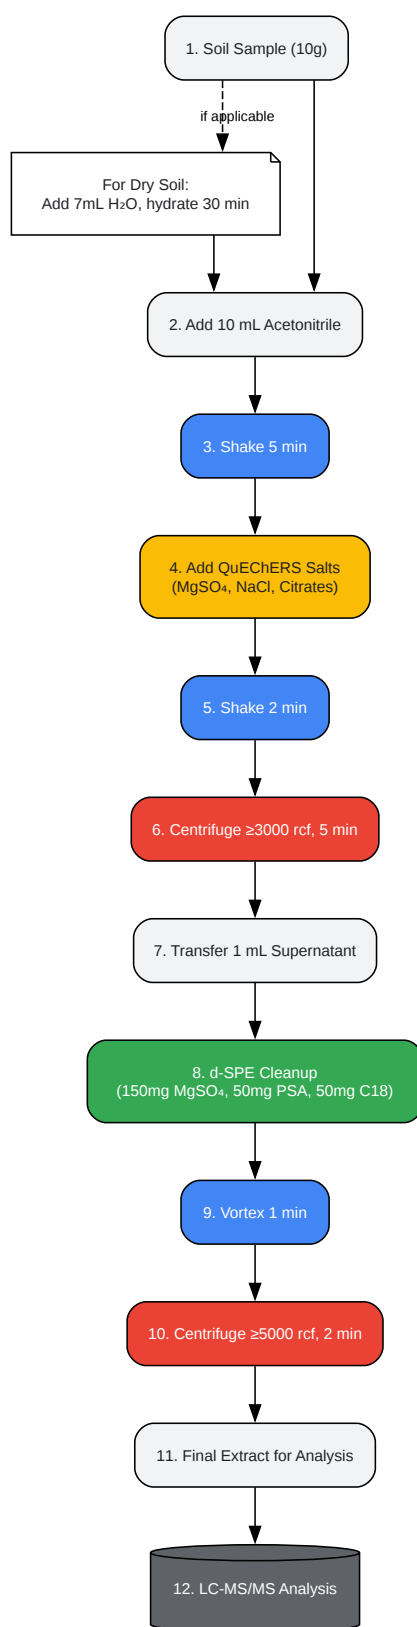 1. Soil Sample (10g)
if applicable
For Dry Soil:
Add 7mL H₂O, hydrate 30 min
2. Add 10 mL Acetonitrile
3. Shake 5 min
4. Add QuEChERS Salts
(MgSO₄, NaCl, Citrates)
5. Shake 2 min
6. Centrifuge ≥3000 rcf, 5 min
7. Transfer 1 mL Supernatant
8. d-SPE Cleanup
(150mg MgSO₄, 50mg PSA, 50mg C18)
9. Vortex 1 min
10. Centrifuge ≥5000 rcf, 2 min
11. Final Extract for Analysis
12. LC-MS/MS Analysis